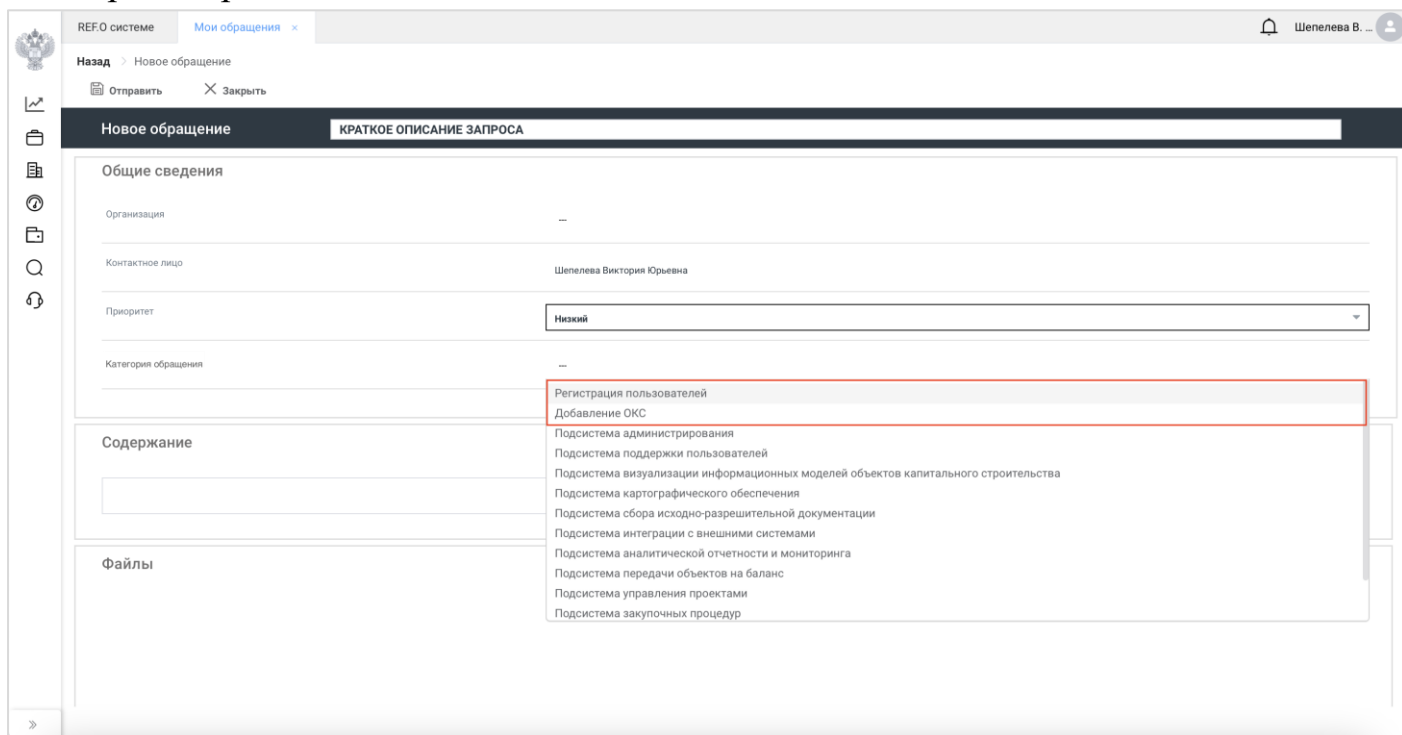 REF.О системе Мои обращения ×
Шепелева В. ...
Назад > Новое обращение
Отправить Закрыть
Новое обращение КРАТКОЕ ОПИСАНИЕ ЗАПРОСА
Общие сведения
Организация ...
Контактное лицо Шепелева Виктория Юрьевна
Приоритет Низкий
Категория обращения ...
Регистрация пользователей
Добавление ОКС
Подсистема администрирования
Подсистема поддержки пользователей
Подсистема визуализации информационных моделей объектов капитального строительства
Подсистема картографического обеспечения
Подсистема сбора исходно-разрешительной документации
Подсистема интеграции с внешними системами
Подсистема аналитической отчетности и мониторинга
Подсистема передачи объектов на баланс
Подсистема управления проектами
Подсистема закупочных процедур
Содержание
Файлы